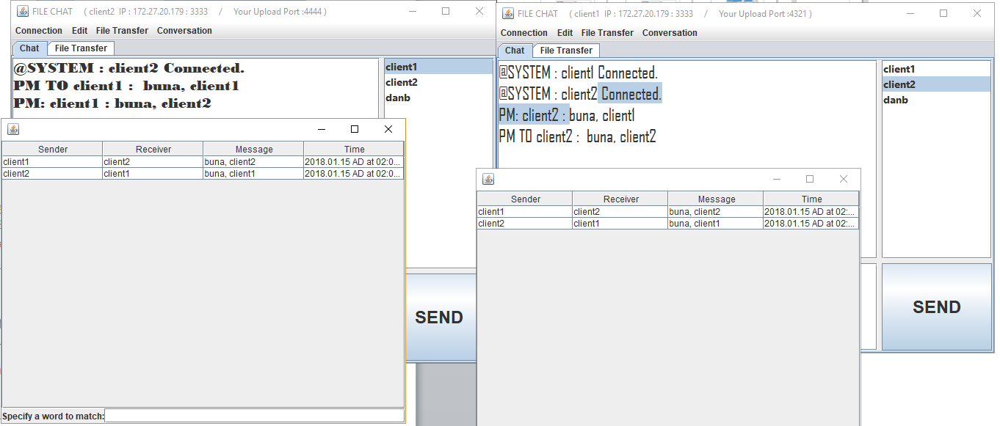 FILE CHAT ( client2 IP : 172.27.20.179 : 3333 / Your Upload Port :4444 )
Connection Edit File Transfer Conversation
Chat File Transfer
@SYSTEM : client2 Connected.
PM TO client1 : buna, client1
PM: client1 : buna, client2
client1
client2
danb
SEND
Sender Receiver Message Time
client1 client2 buna, client2 2018.01.15 AD at 02:0...
client2 client1 buna, client1 2018.01.15 AD at 02:0...
Specify a word to match:
FILE CHAT ( client1 IP : 172.27.20.179 : 3333 / Your Upload Port :4321 )
Connection Edit File Transfer Conversation
Chat File Transfer
@SYSTEM : client1 Connected.
@SYSTEM : client2 Connected.
PM: client2 : buna, client1
PM TO client2 : buna, client2
client1
client2
danb
SEND
Sender Receiver Message Time
client1 client2 buna, client2 2018.01.15 AD at 02:...
client2 client1 buna, client1 2018.01.15 AD at 02:...